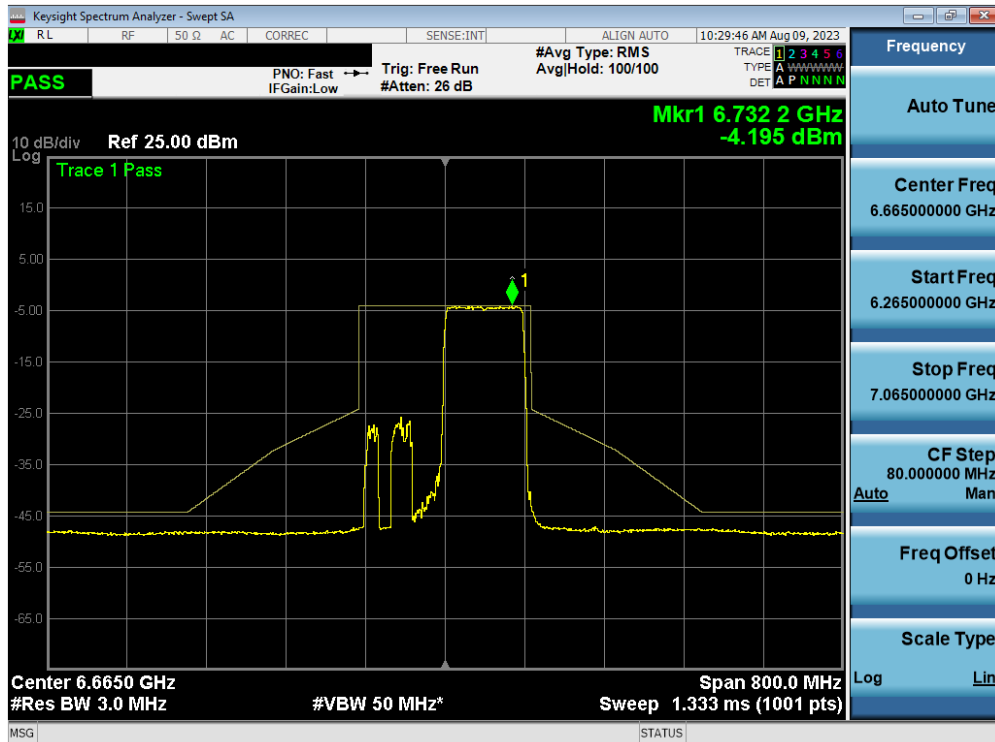 Keysight Spectrum Analyzer - Swept SA
LXI RL RF 50 Ω AC CORREC SENSE:INT ALIGN AUTO 10:29:46 AM Aug 09, 2023
PASS
PNO: Fast
IFGain:Low
Trig: Free Run
#Atten: 26 dB
#Avg Type: RMS
Avg|Hold: 100/100
TRACE 1 2 3 4 5 6
TYPE A WWWWW
DET A P N N N N
Mkr1 6.732 2 GHz
-4.195 dBm
10 dB/div Ref 25.00 dBm
Log
Trace 1 Pass
1
15.0
5.00
-5.00
-15.0
-25.0
-35.0
-45.0
-55.0
-65.0
Center 6.6650 GHz Span 800.0 MHz
#Res BW 3.0 MHz #VBW 50 MHz* Sweep 1.333 ms (1001 pts)
MSG STATUS
Frequency
Auto Tune
Center Freq
6.665000000 GHz
Start Freq
6.265000000 GHz
Stop Freq
7.065000000 GHz
CF Step
80.000000 MHz
Auto Man
Freq Offset
0 Hz
Scale Type
Log Lin